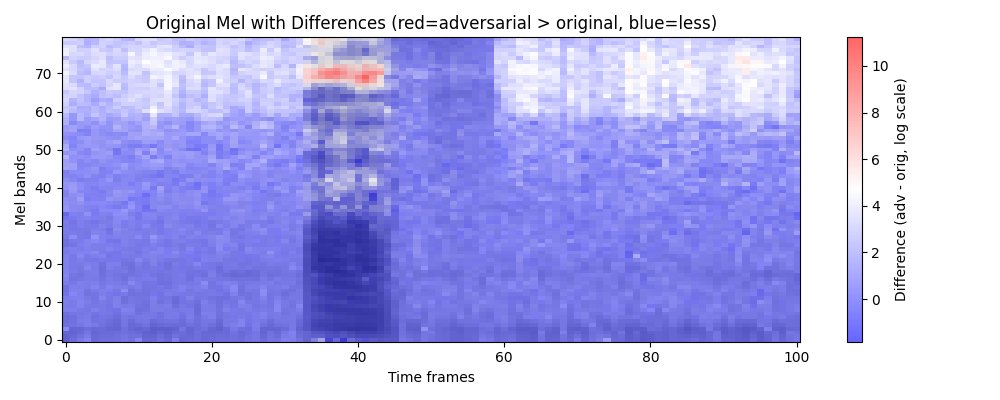 Original Mel with Differences (red=adversarial > original, blue=less)
Mel bands
70
60
50
40
30
20
10
0
0 20 40 60 80 100
Time frames
10
8
6
4
2
0
Difference (adv - orig, log scale)